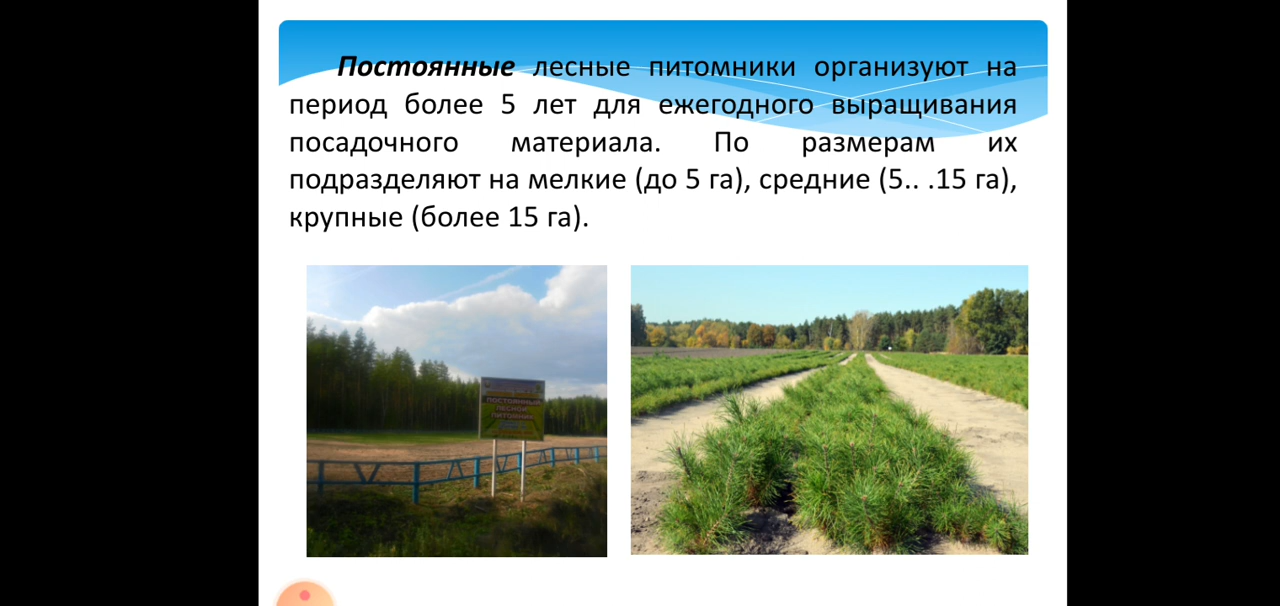 Постоянные лесные питомники организуют на
период более 5 лет для ежегодного выращивания
посадочного материала. По размерам их
подразделяют на мелкие (до 5 га), средние (5.. .15 га),
крупные (более 15 га).
ПОСТОЯННЫЙ
ЛЕСНОЙ
ПИТОМНИК